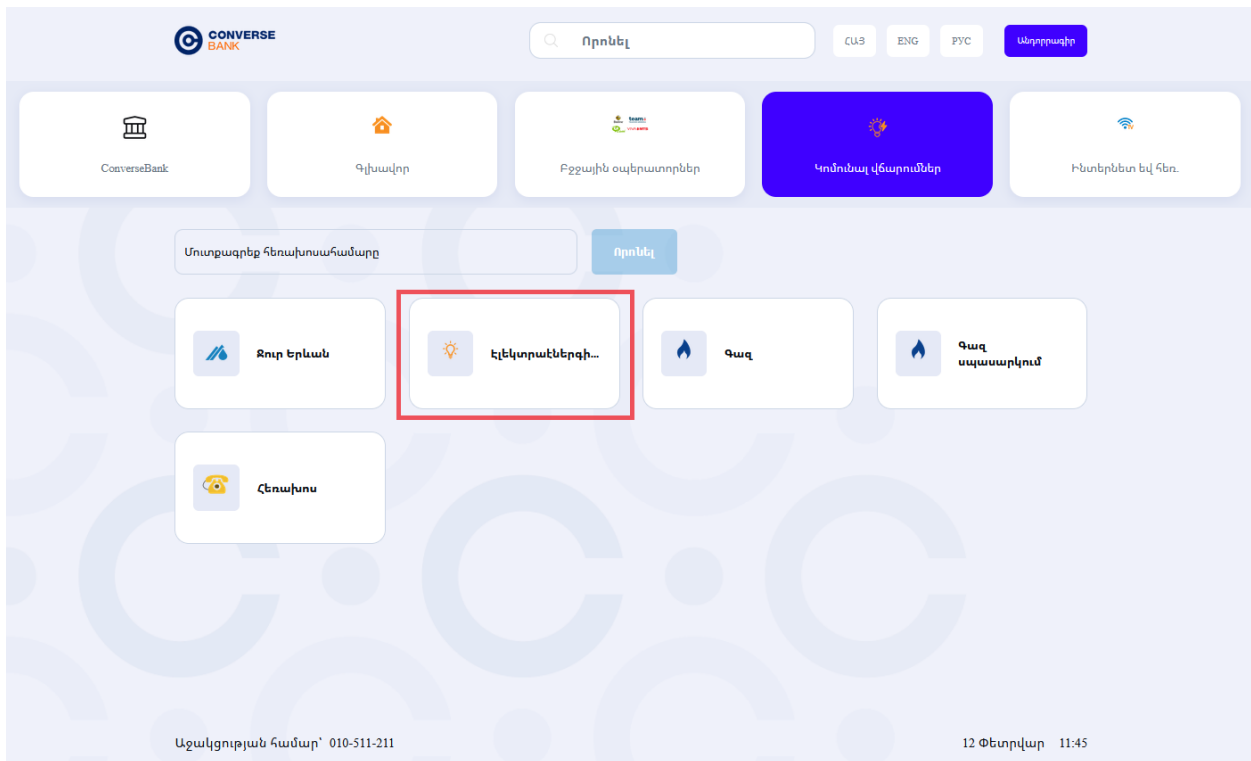 CONVERSE
BANK
Որոնել
ՀԱՅ
ENG
РУС
Անդորրագիր
ConverseBank
Գլխավոր
Բջջային օպերատորներ
Կոմունալ վճարումներ
Ինտերնետ եվ հեռ.
Մուտքագրեք հեռախոսահամարը
Որոնել
Ջուր Երևան
Էլեկտրաէներգի...
Գազ
Գազ
սպասարկում
Հեռախոս
Աջակցության համար՝ 010-511-211
12 Փետրվար 11:45